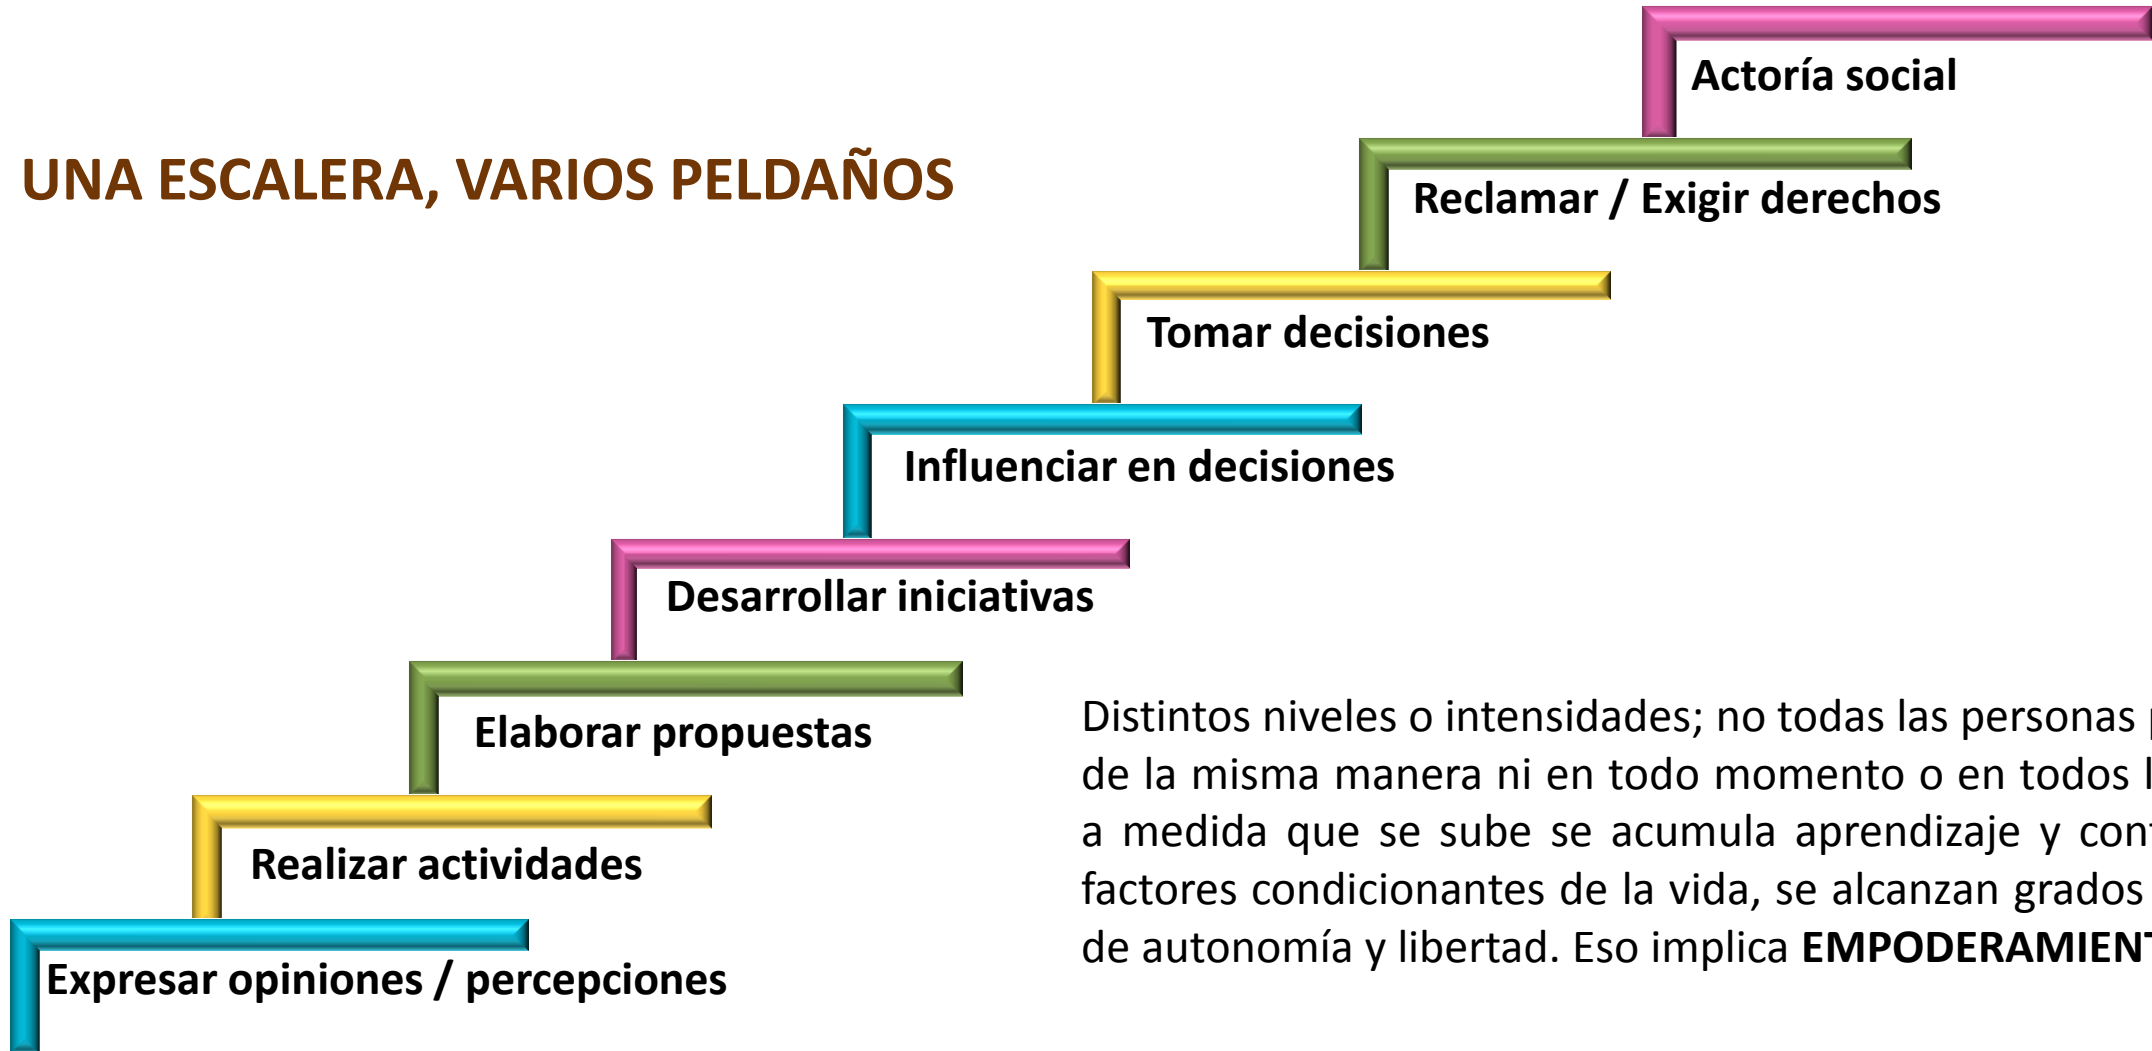 Actoría social
UNA ESCALERA, VARIOS PELDAÑOS
Reclamar / Exigir derechos
Tomar decisiones
Influenciar en decisiones
Desarrollar iniciativas
Elaborar propuestas
Realizar actividades
Expresar opiniones / percepciones
Distintos niveles o intensidades; no todas las personas
de la misma manera ni en todo momento o en todos
a medida que se sube se acumula aprendizaje y
factores condicionantes de la vida, se alcanzan grados
de autonomía y libertad. Eso implica